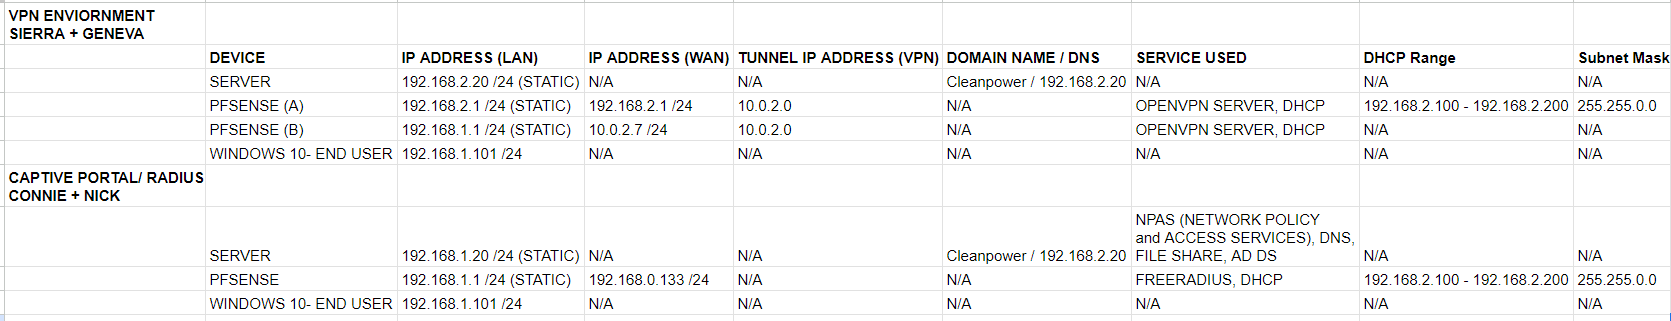 VPN ENVIORNMENT
SIERRA + GENEVA
DEVICE IP ADDRESS (LAN) IP ADDRESS (WAN) TUNNEL IP ADDRESS (VPN) DOMAIN NAME / DNS SERVICE USED DHCP Range Subnet Mask
SERVER 192.168.2.20 /24 (STATIC) N/A N/A Cleanpower / 192.168.2.20 N/A N/A N/A
PFSENSE (A) 192.168.2.1 /24 (STATIC) 192.168.2.1 /24 10.0.2.0 N/A OPENVPN SERVER, DHCP 192.168.2.100 - 192.168.2.200 255.255.0.0
PFSENSE (B) 192.168.1.1 /24 (STATIC) 10.0.2.7 /24 10.0.2.0 N/A OPENVPN SERVER, DHCP N/A N/A
WINDOWS 10- END USER 192.168.1.101 /24 N/A N/A N/A N/A N/A N/A
CAPTIVE PORTAL/ RADIUS
CONNIE + NICK
NPAS (NETWORK POLICY
and ACCESS SERVICES), DNS,
SERVER 192.168.1.20 /24 (STATIC) N/A N/A Cleanpower / 192.168.2.20 FILE SHARE, AD DS N/A N/A
PFSENSE 192.168.1.1 /24 (STATIC) 192.168.0.133 /24 N/A N/A FREERADIUS, DHCP 192.168.2.100 - 192.168.2.200 255.255.0.0
WINDOWS 10- END USER 192.168.1.101 /24 N/A N/A N/A N/A N/A N/A